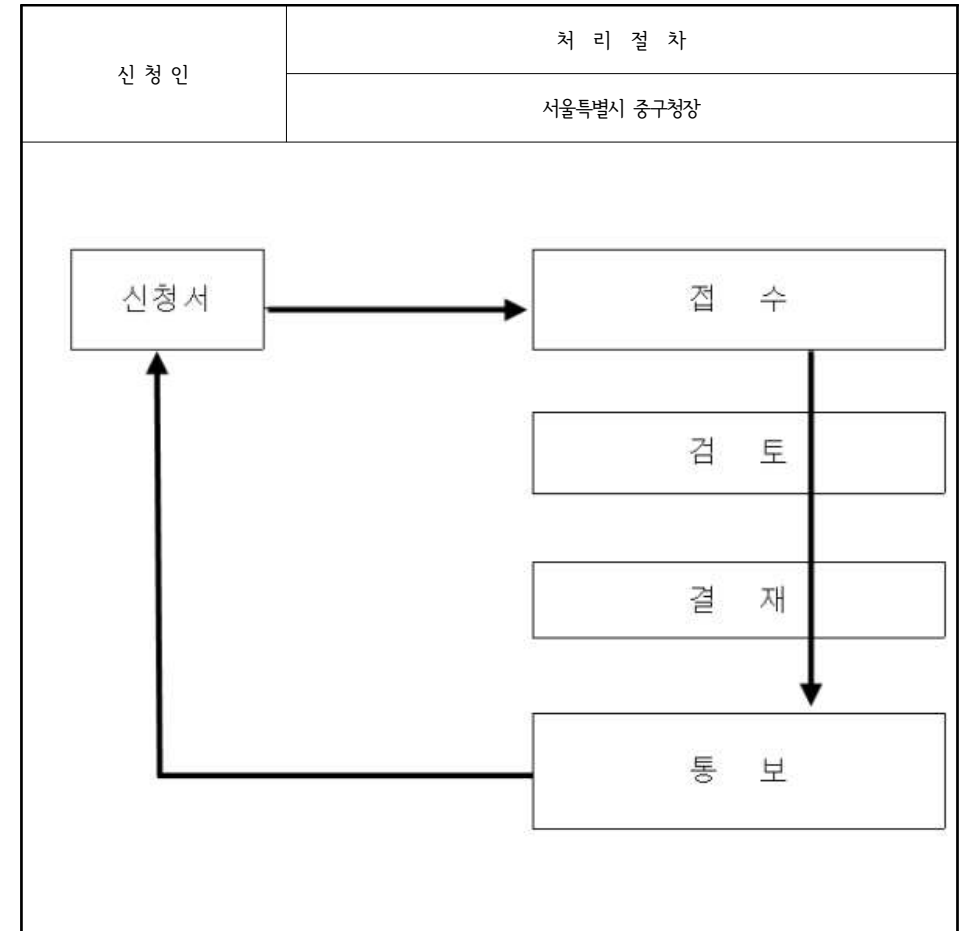 처 리 절 차
신 청 인
서울특별시 중구청장
신청서
접 수
검 토
결 재
통 보